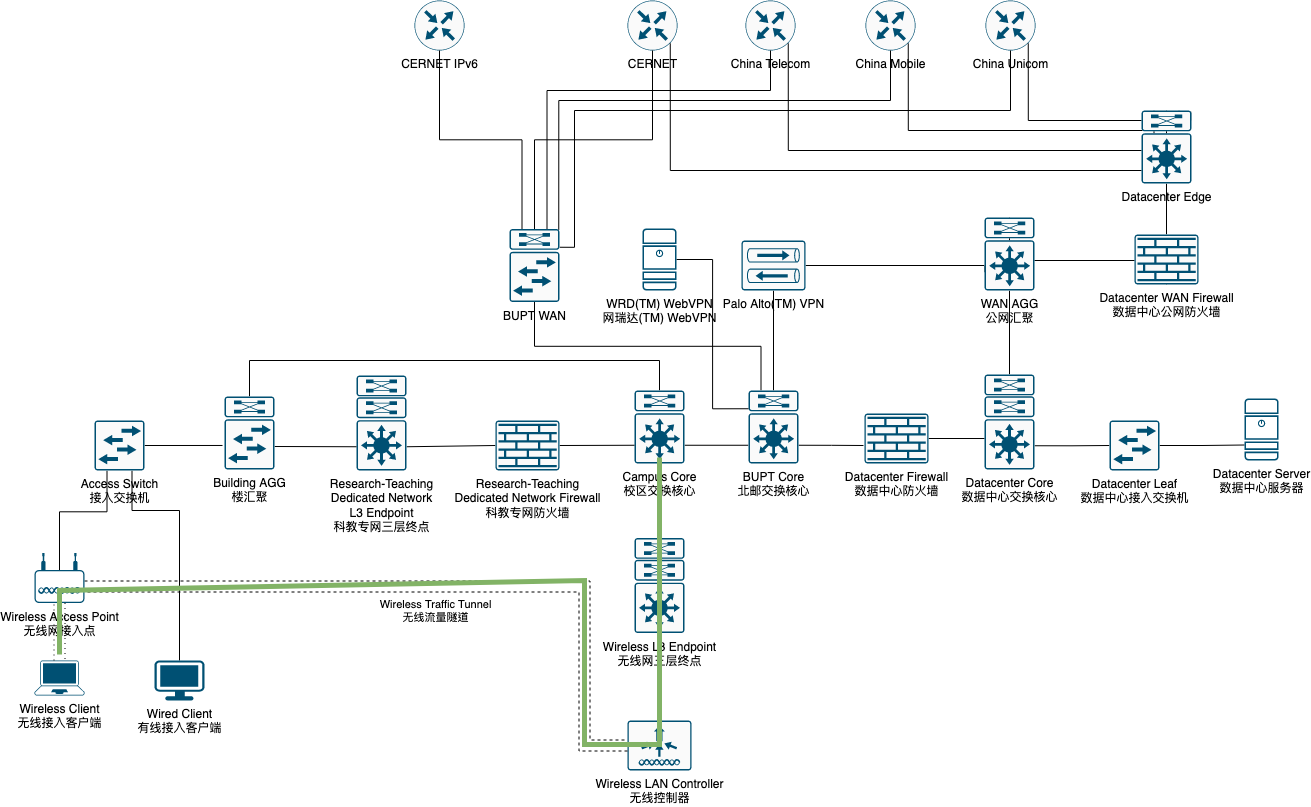 CERNET IPv6
CERNET
China Telecom
China Mobile
China Unicom
Datacenter Edge
BUPT WAN
WRD(TM) WebVPN
网瑞达(TM) WebVPN
Palo Alto(TM) VPN
WAN AGG
公网汇聚
Datacenter WAN Firewall
数据中心公网防火墙
Access Switch
接入交换机
Building AGG
楼汇聚
Research-Teaching
Dedicated Network
L3 Endpoint
科教专网三层终点
Research-Teaching
Dedicated Network Firewall
科教专网防火墙
Campus Core
校区交换核心
BUPT Core
北邮交换核心
Datacenter Firewall
数据中心防火墙
Datacenter Core
数据中心交换核心
Datacenter Leaf
数据中心接入交换机
Datacenter Server
数据中心服务器
Wireless Access Point
无线网接入点
Wireless Traffic Tunnel
无线流量隧道
Wireless L3 Endpoint
无线网三层终点
Wireless Client
无线接入客户端
Wired Client
有线接入客户端
Wireless LAN Controller
无线控制器